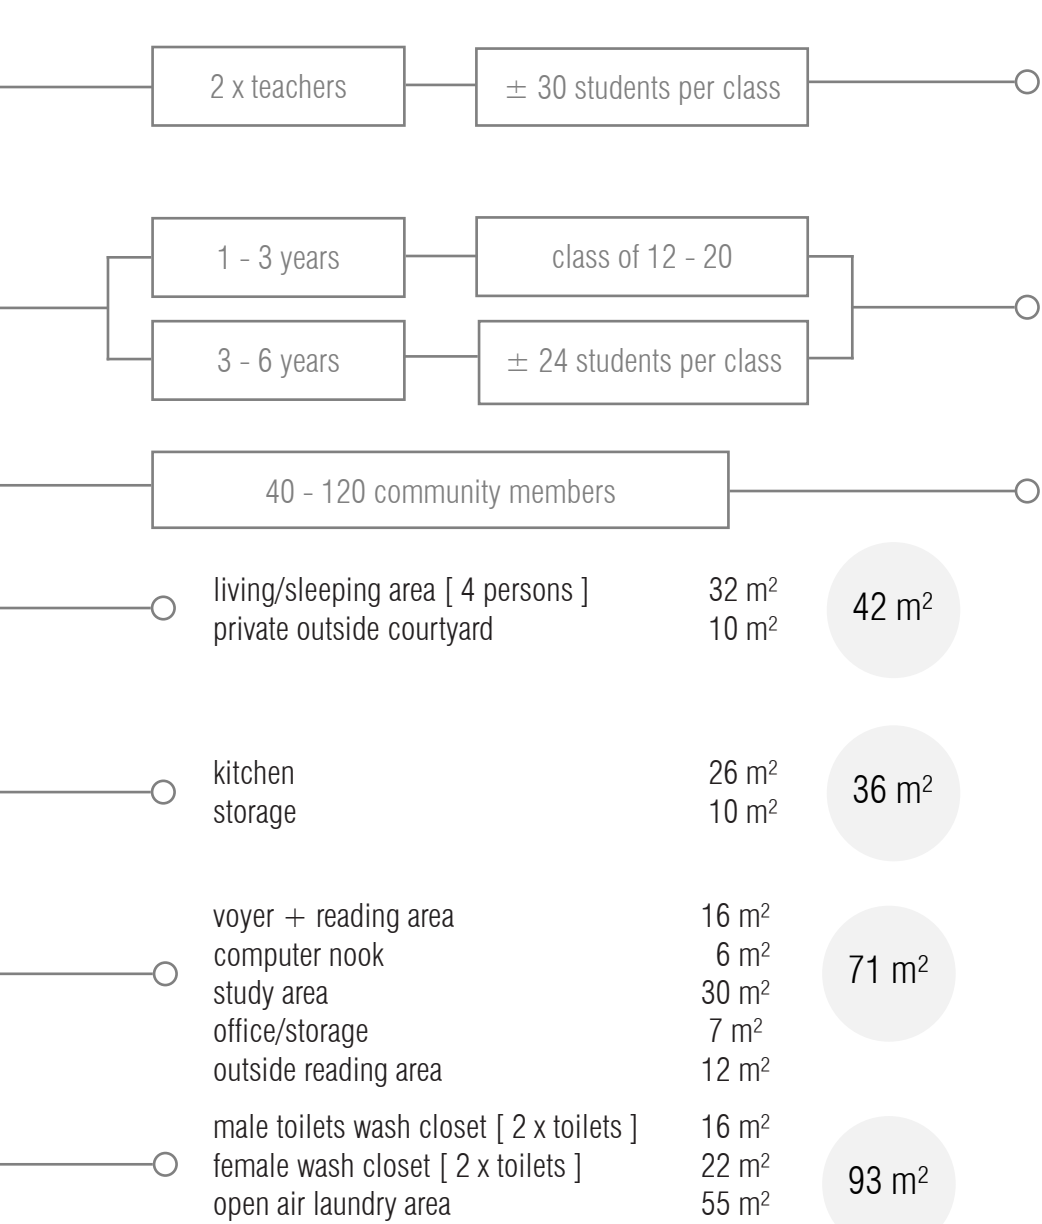 2 x teachers ± 30 students per class
1 - 3 years class of 12 - 20
3 - 6 years ± 24 students per class
40 - 120 community members
living/sleeping area [ 4 persons ] 32 m²
private outside courtyard 10 m²
42 m²
kitchen 26 m²
storage 10 m²
36 m²
voyer + reading area 16 m²
computer nook 6 m²
study area 30 m²
office/storage 7 m²
outside reading area 12 m²
71 m²
male toilets wash closet [ 2 x toilets ] 16 m²
female wash closet [ 2 x toilets ] 22 m²
open air laundry area 55 m²
93 m²